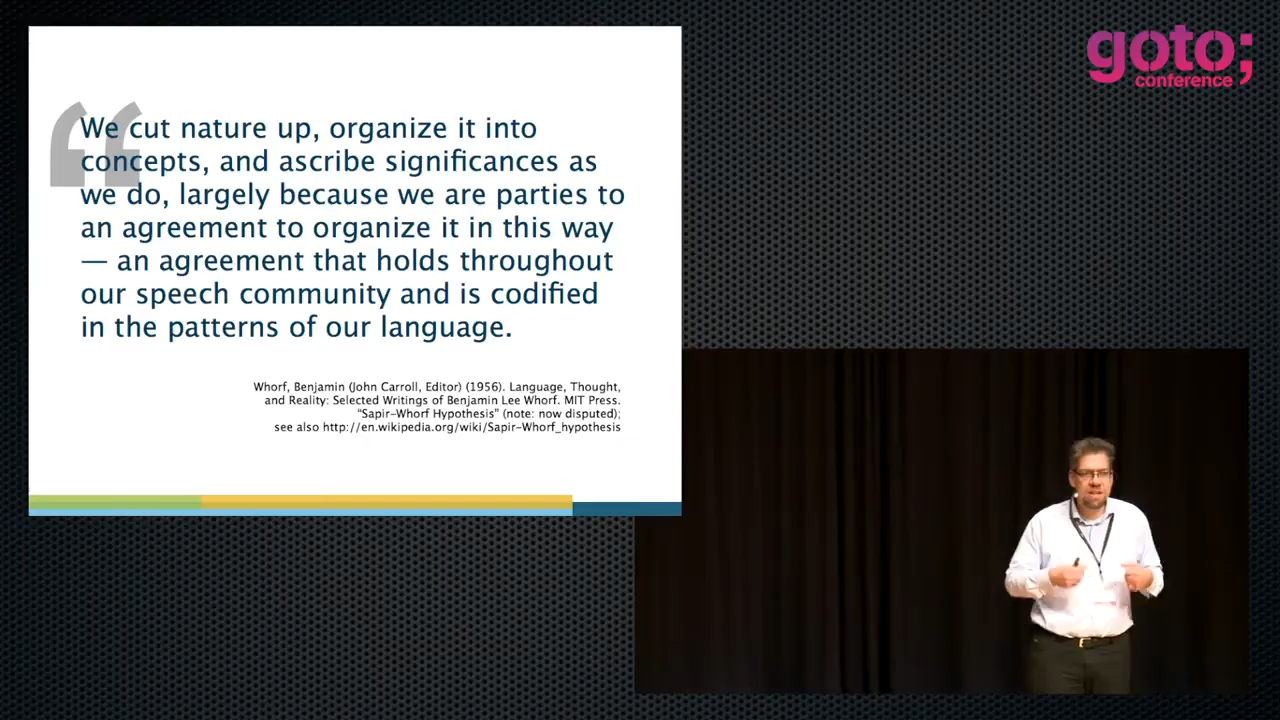 goto;
conference
“
We cut nature up, organize it into
concepts, and ascribe significances as
we do, largely because we are parties to
an agreement to organize it in this way
— an agreement that holds throughout
our speech community and is codified
in the patterns of our language.
Whorf, Benjamin (John Carroll, Editor) (1956). Language, Thought,
and Reality: Selected Writings of Benjamin Lee Whorf. MIT Press.
“Sapir–Whorf Hypothesis” (note: now disputed);
see also http://en.wikipedia.org/wiki/Sapir–Whorf_hypothesis